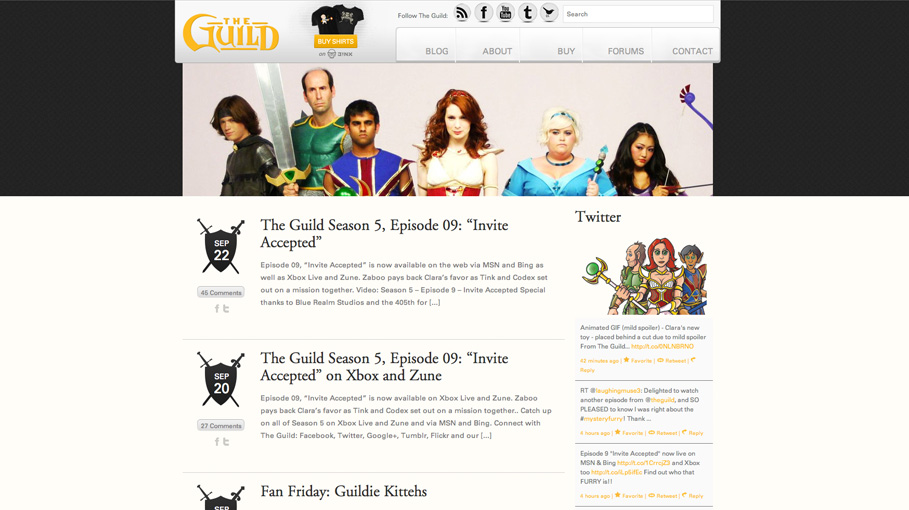 THE
GUILD
BUY SHIRTS
on JINX
Follow The Guild:
You
Tube
Search
BLOG
ABOUT
BUY
FORUMS
CONTACT
SEP
22
45 Comments
The Guild Season 5, Episode 09: “Invite
Accepted”
Episode 09, “Invite Accepted” is now available on the web via MSN and Bing as
well as Xbox Live and Zune. Zaboo pays back Clara’s favor as Tink and Codex set
out on a mission together. Video: Season 5 – Episode 9 – Invite Accepted Special
thanks to Blue Realm Studios and the 405th for [...]
SEP
20
27 Comments
The Guild Season 5, Episode 09: “Invite
Accepted” on Xbox and Zune
Episode 09, “Invite Accepted” is now available on Xbox Live and Zune. Zaboo
pays back Clara’s favor as Tink and Codex set out on a mission together.. Catch up
on all of Season 5 on Xbox Live and Zune and via MSN and Bing. Connect with
The Guild: Facebook, Twitter, Google+, Tumblr, Flickr and our [...]
SEP
Fan Friday: Guildie Kittehs
Twitter
Animated GIF (mild spoiler) - Clara's new
toy - placed behind a cut due to mild spoiler
From The Guild...
42 minutes ago | Favorite | Retweet |
Reply
RT @laughingmuse3: Delighted to watch
another episode from @theguild, and SO
PLEASED to know I was right about the
#mysteryfurry! Thank ...
4 hours ago | Favorite | Retweet | Reply
Episode 9 "Invite Accepted" now live on
MSN & Bing and Xbox
too Find out who that
FURRY is!!
4 hours ago | Favorite | Retweet | Reply